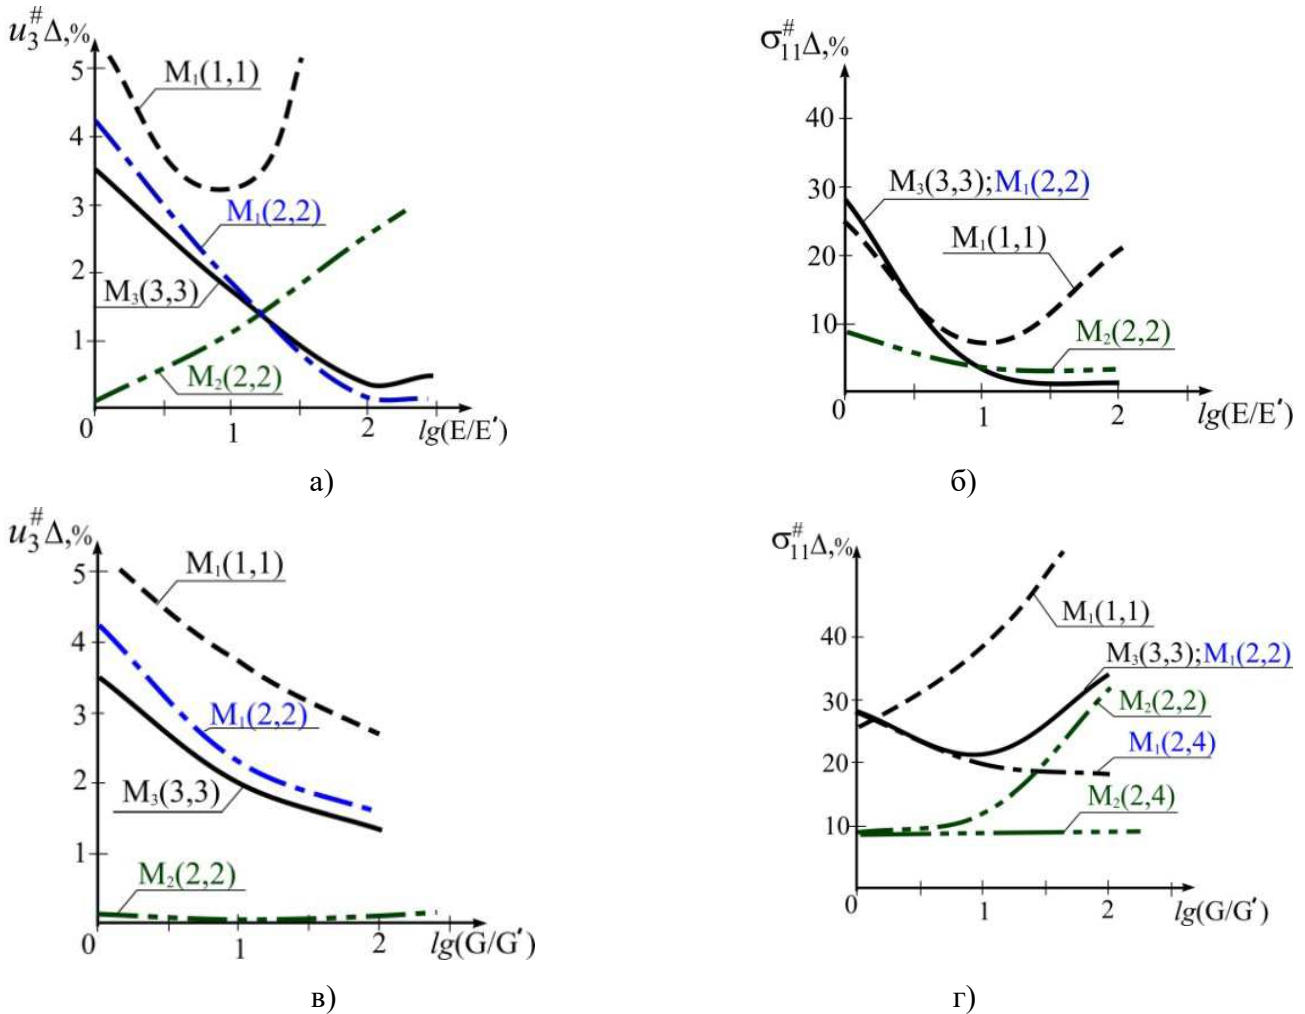 u₃^# Δ,%
5
M₁(1,1)
4
3
M₁(2,2)
2
M₃(3,3)
1
M₂(2,2)
0 1 2 lg(E/E′)
а)
σ₁₁^# Δ,%
40
30
M₃(3,3);M₁(2,2)
M₁(1,1)
20
10
M₂(2,2)
0 1 2 lg(E/E′)
б)
u₃^# Δ,%
5
M₁(1,1)
4
3
M₁(2,2)
2
M₃(3,3)
1
M₂(2,2)
0 1 2 lg(G/G′)
в)
σ₁₁^# Δ,%
M₁(1,1)
40
M₃(3,3);M₁(2,2)
30
M₂(2,2)
M₁(2,4)
20
M₂(2,4)
10
0 1 2 lg(G/G′)
г)